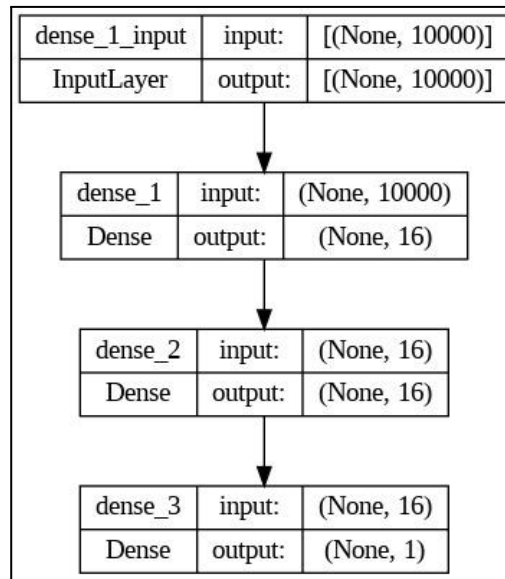 dense_1_input input: [(None, 10000)]
InputLayer output: [(None, 10000)]
dense_1 input: (None, 10000)
Dense output: (None, 16)
dense_2 input: (None, 16)
Dense output: (None, 16)
dense_3 input: (None, 16)
Dense output: (None, 1)